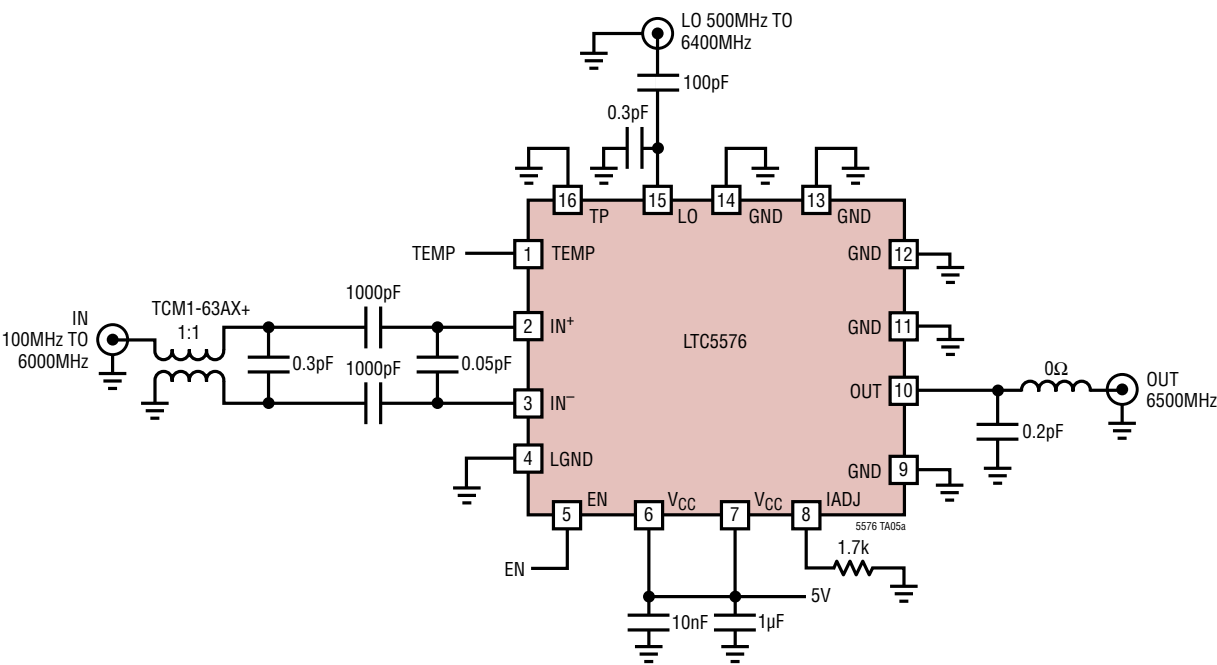 LO 500MHz TO
6400MHz
100pF
0.3pF
16
TP
15
LO
14
GND
13
GND
TEMP
1
TEMP
GND
12
IN
100MHz TO
6000MHz
TCM1-63AX+
1:1
1000pF
2
IN+
LTC5576
GND
11
0.3pF
1000pF
0.05pF
3
IN–
OUT
10
0Ω
OUT
6500MHz
0.2pF
4
LGND
GND
9
5
EN
6
VCC
7
VCC
8
IADJ
5576 TA05a
EN
1.7k
5V
10nF
1µF